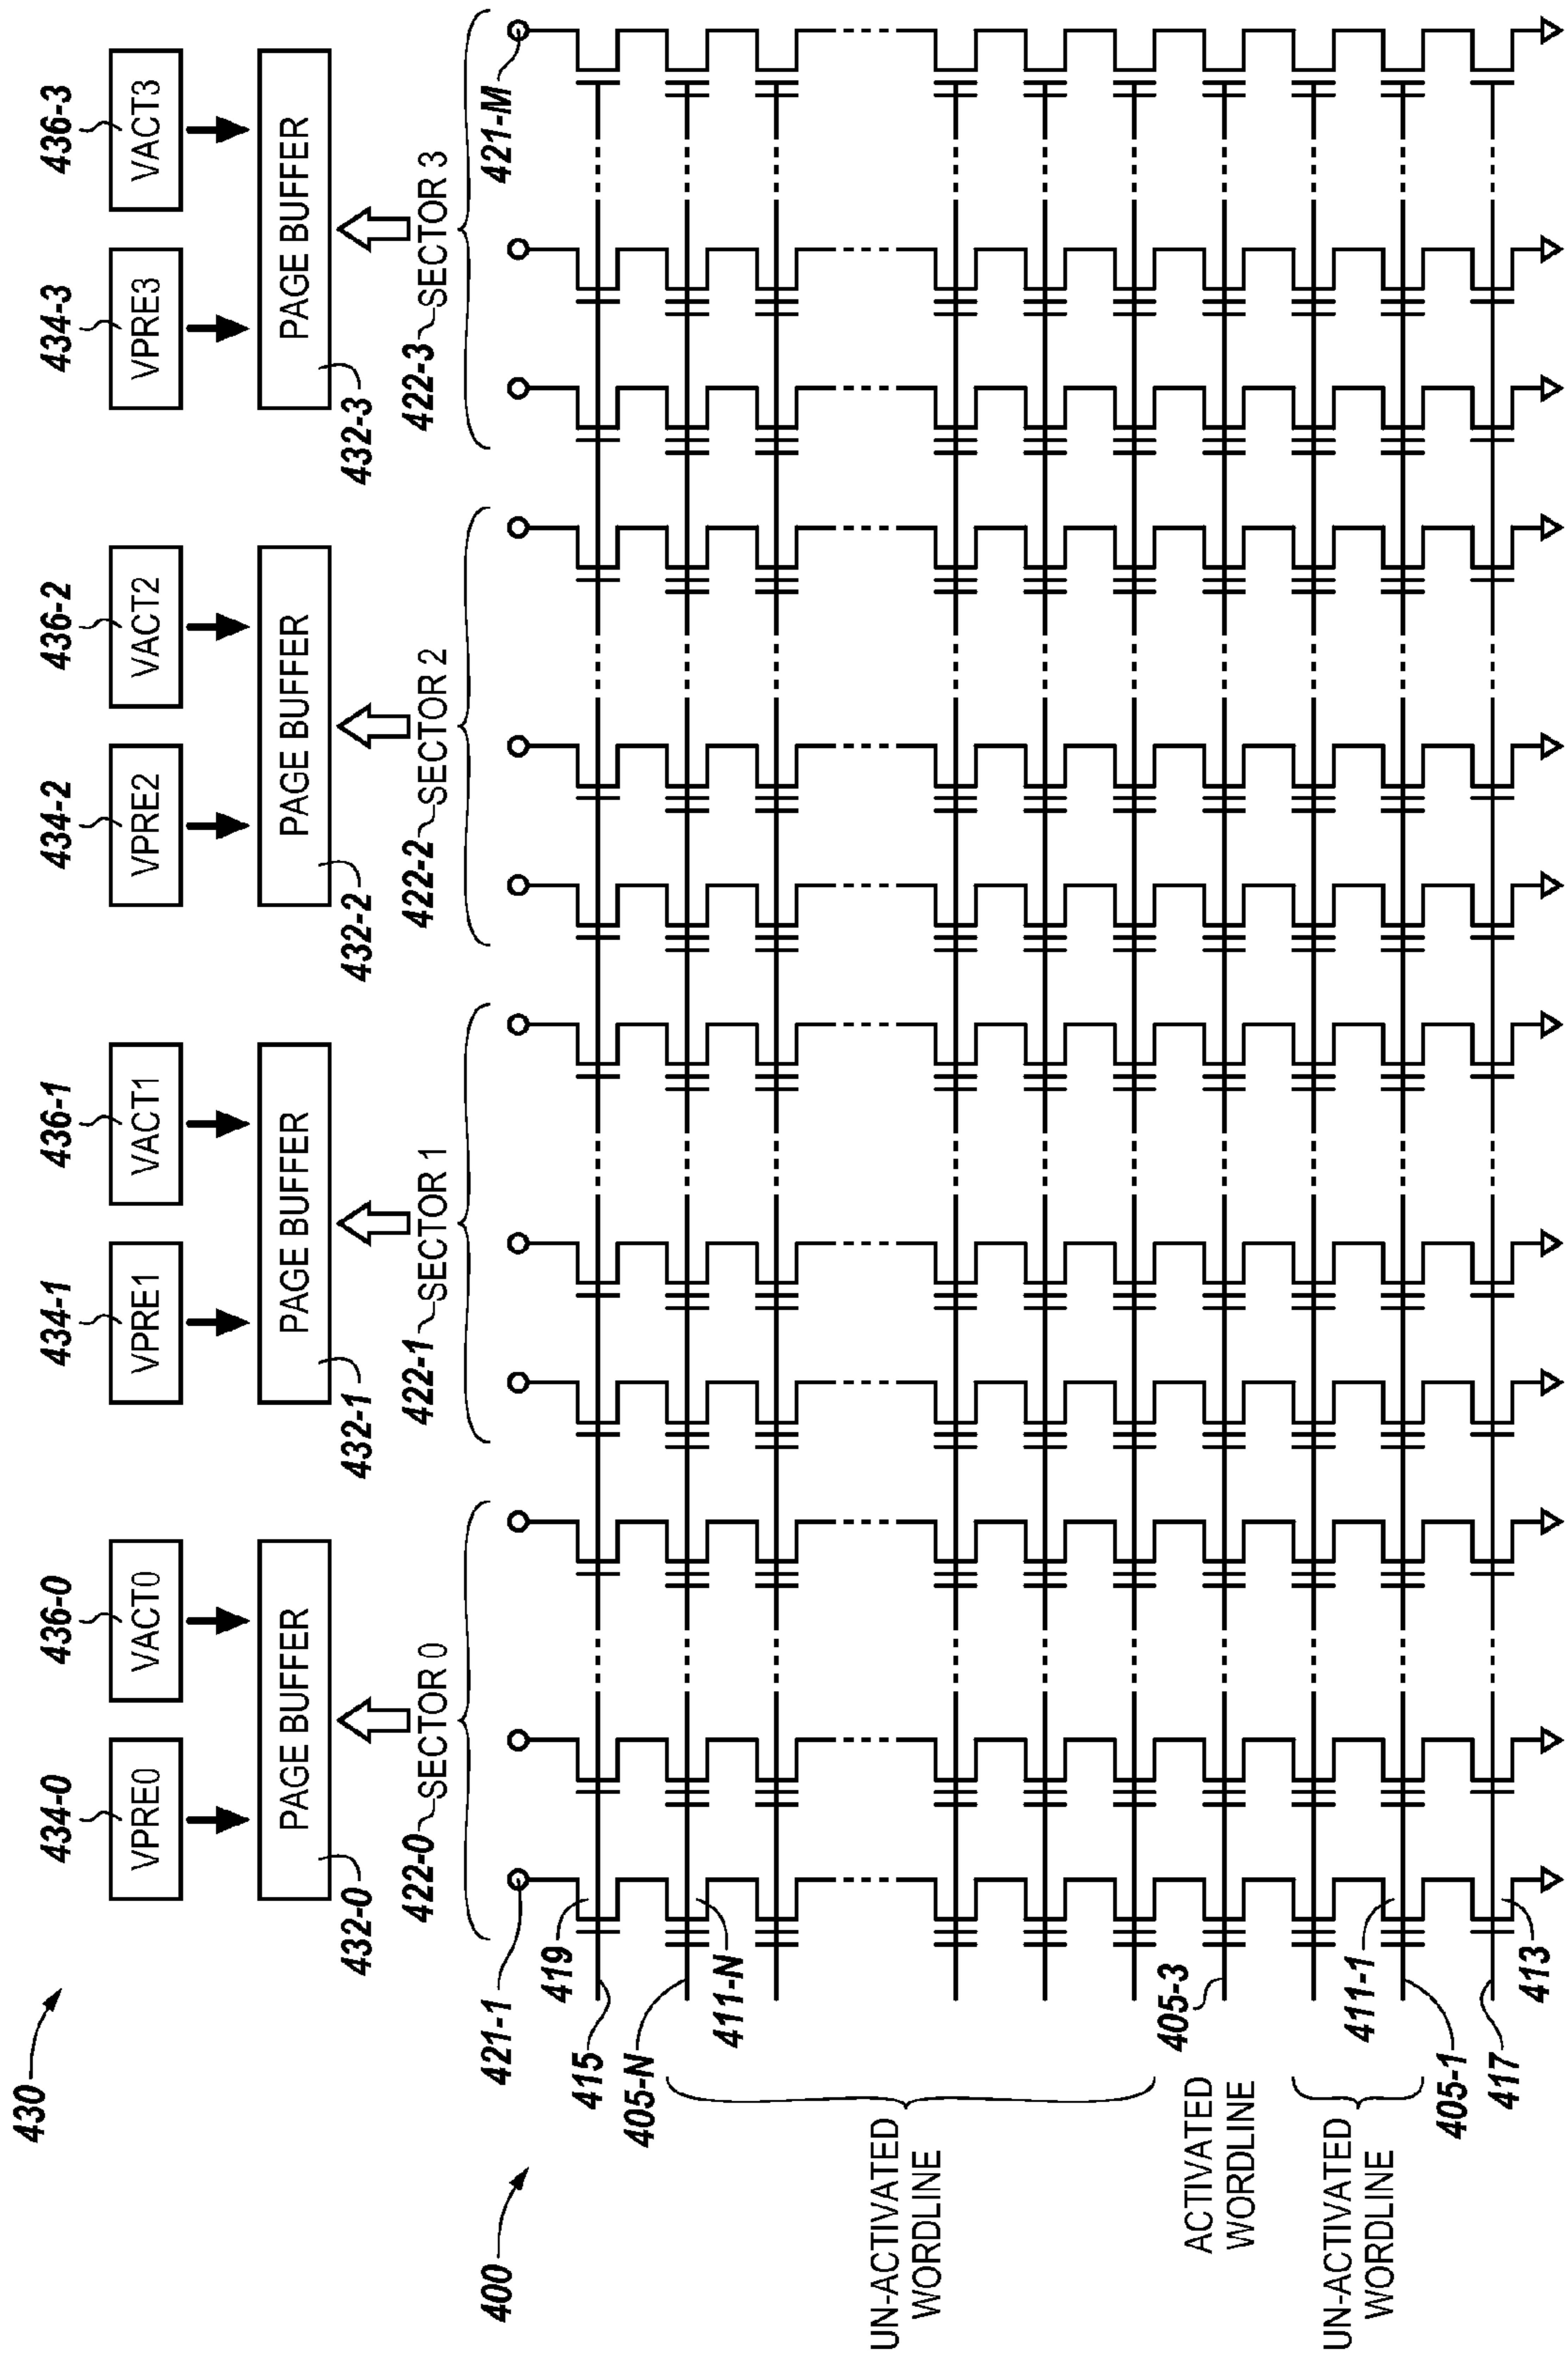 430
434-0
436-0
434-1
436-1
434-2
436-2
434-3
436-3
VPRE0
VACT0
VPRE1
VACT1
VPRE2
VACT2
VPRE3
VACT3
PAGE BUFFER
PAGE BUFFER
PAGE BUFFER
PAGE BUFFER
432-0
432-1
432-2
432-3
422-0 SECTOR 0
422-1 SECTOR 1
422-2 SECTOR 2
422-3 SECTOR 3
400
421-1
421-M
419
415
405-N
411-N
UN-ACTIVATED
WORDLINE
ACTIVATED
WORDLINE
405-3
UN-ACTIVATED
WORDLINE
411-1
405-1
417
413